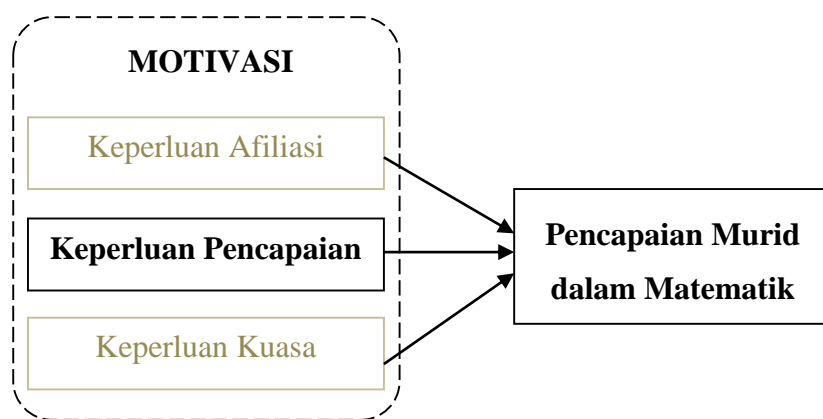 MOTIVASI
Keperluan Afiliasi
Keperluan Pencapaian
Keperluan Kuasa
Pencapaian Murid
dalam Matematik